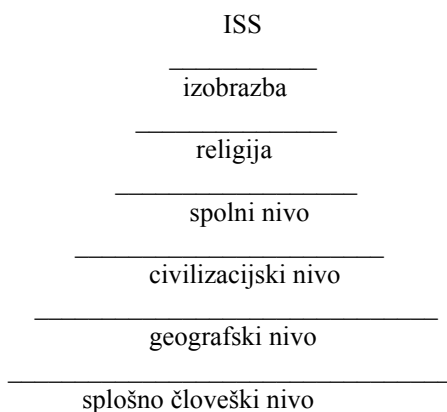 ISS
izobrazba
religija
spolni nivo
civilizacijski nivo
geografski nivo
splošno človeški nivo